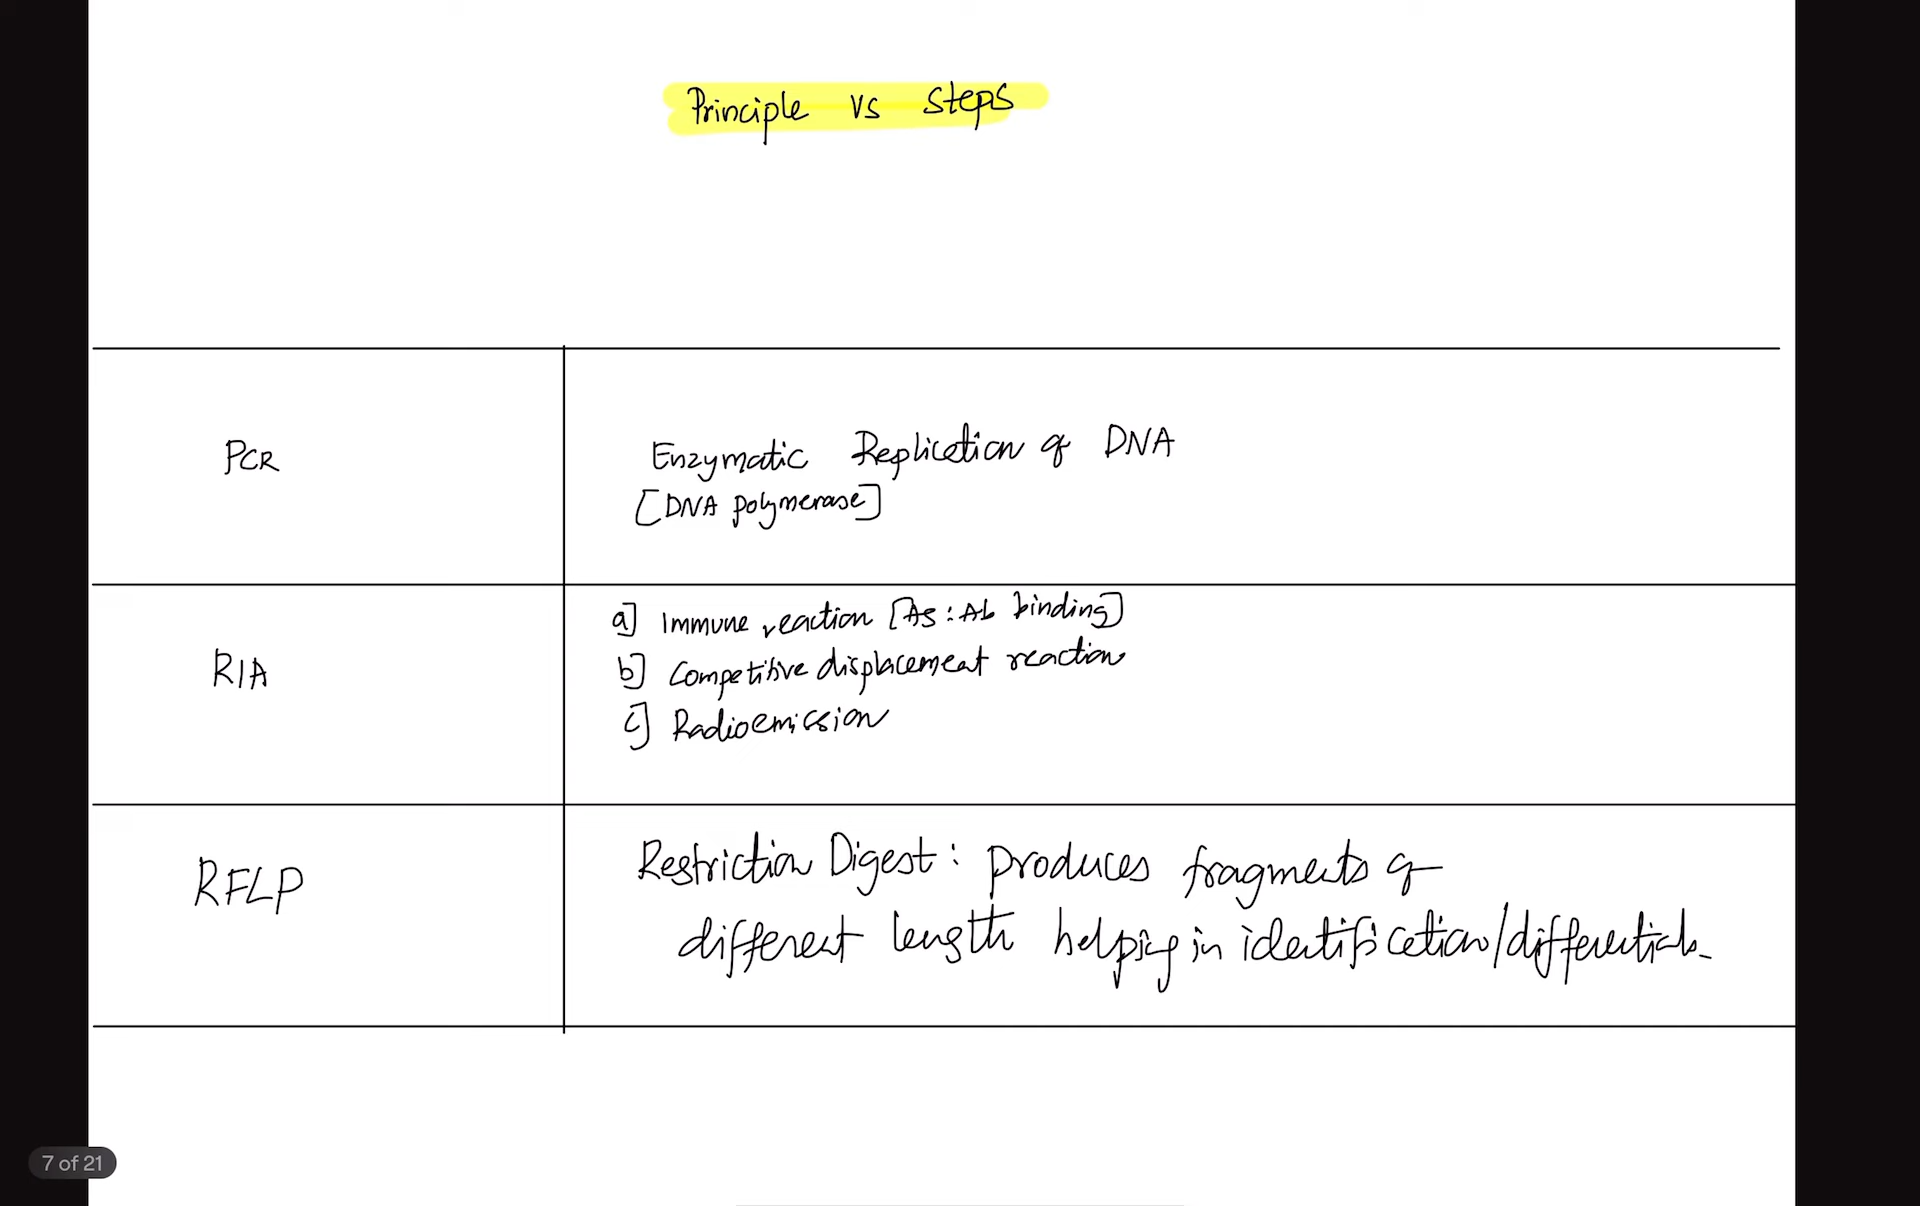 Principle vs Steps
PCR
Enzymatic Replication of DNA
[DNA polymerase]
RIA
a] Immune reaction [Ag : Ab binding]
b] Competitive displacement reaction
c] Radioemission
RFLP
Restriction Digest : produces fragments of
different length helping in identification/differential.
7 of 21